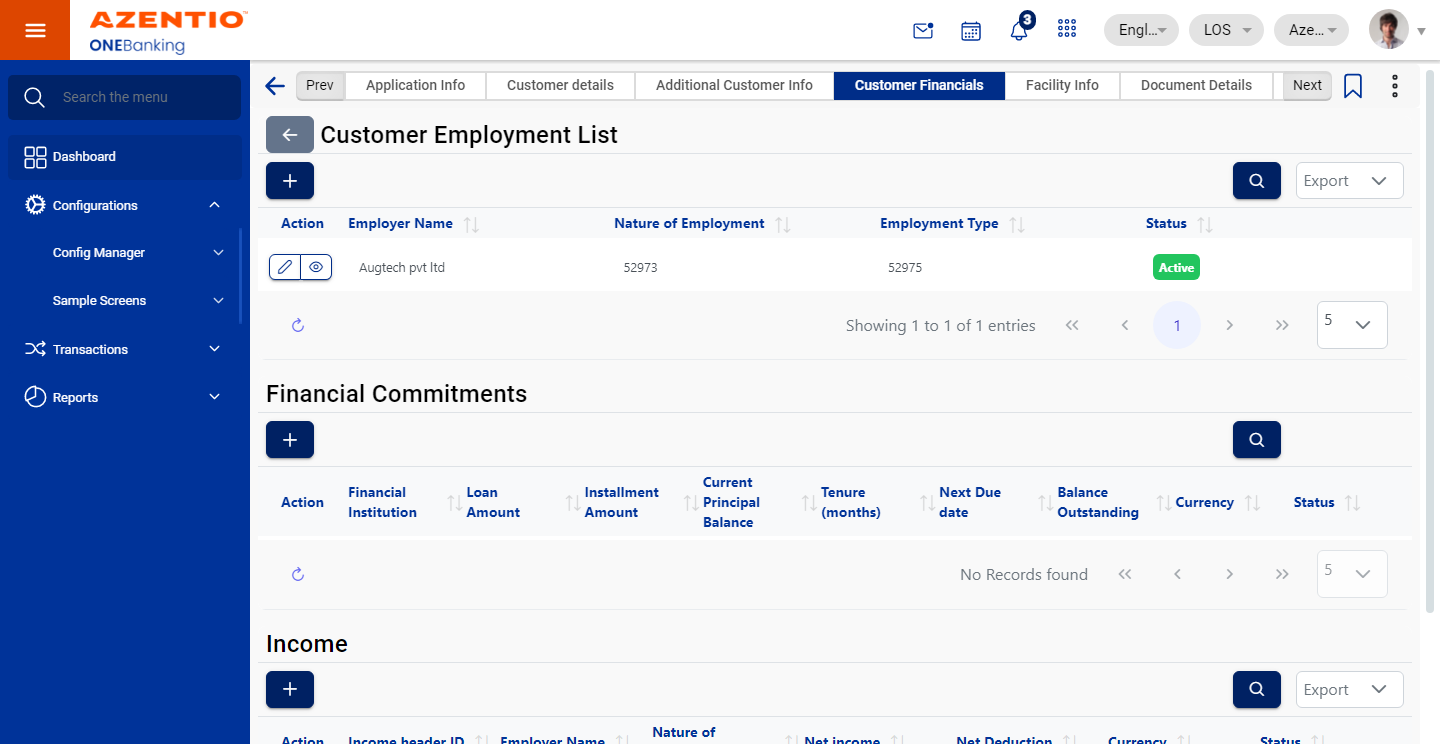 AZENTIO™
ONEBanking
3
Engl...
LOS
Aze...
Search the menu
Dashboard
Configurations
Config Manager
Sample Screens
Transactions
Reports
Prev
Application Info
Customer details
Additional Customer Info
Customer Financials
Facility Info
Document Details
Next
Customer Employment List
Export
Action
Employer Name
Nature of Employment
Employment Type
Status
Augtech pvt ltd
52973
52975
Active
Showing 1 to 1 of 1 entries
1
5
Financial Commitments
Action
Financial
Institution
Loan
Amount
Installment
Amount
Current
Principal
Balance
Tenure
(months)
Next Due
date
Balance
Outstanding
Currency
Status
No Records found
5
Income
Export
Action
Income header ID
Employer Name
Nature of
Net income
Net Deduction
Currency
Status